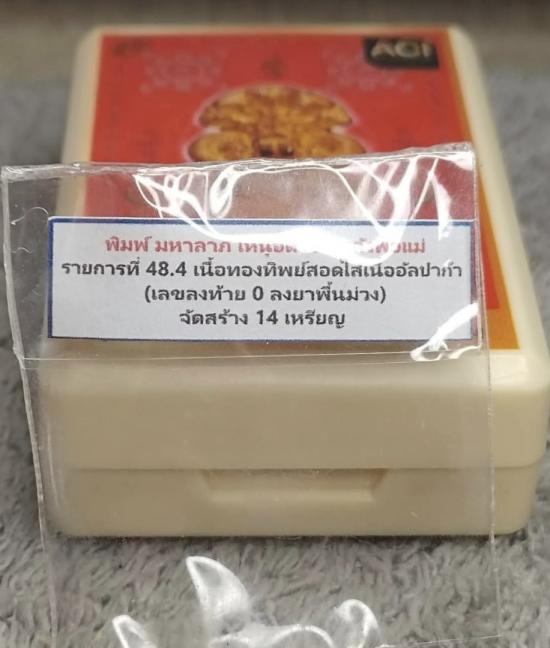 ACI
พิมพ์ มหาลาภ
รายการที่ 48.4 เนื้อทองทิพย์สอดไส้เนื้ออัลปาก้า
(เลขลงท้าย 0 ลงยาพื้นม่วง)
จัดสร้าง 14 เหรียญ